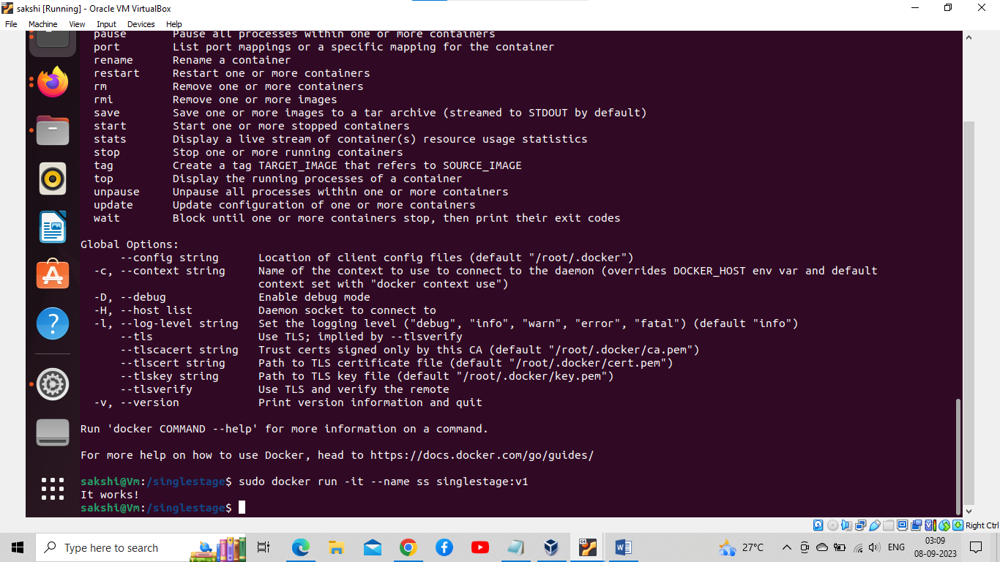 sakshi [Running] - Oracle VM VirtualBox
File Machine View Input Devices Help
pause Pause all processes within one or more containers
port List port mappings or a specific mapping for the container
rename Rename a container
restart Restart one or more containers
rm Remove one or more containers
rmi Remove one or more images
save Save one or more images to a tar archive (streamed to STDOUT by default)
start Start one or more stopped containers
stats Display a live stream of container(s) resource usage statistics
stop Stop one or more running containers
tag Create a tag TARGET_IMAGE that refers to SOURCE_IMAGE
top Display the running processes of a container
unpause Unpause all processes within one or more containers
update Update configuration of one or more containers
wait Block until one or more containers stop, then print their exit codes
Global Options:
--config string Location of client config files (default "/root/.docker")
-c, --context string Name of the context to use to connect to the daemon (overrides DOCKER_HOST env var and default
context set with "docker context use")
-D, --debug Enable debug mode
-H, --host list Daemon socket to connect to
-l, --log-level string Set the logging level ("debug", "info", "warn", "error", "fatal") (default "info")
--tls Use TLS; implied by --tlsverify
--tlscacert string Trust certs signed only by this CA (default "/root/.docker/ca.pem")
--tlscert string Path to TLS certificate file (default "/root/.docker/cert.pem")
--tlskey string Path to TLS key file (default "/root/.docker/key.pem")
--tlsverify Use TLS and verify the remote
-v, --version Print version information and quit
Run 'docker COMMAND --help' for more information on a command.
For more help on how to use Docker, head to https://docs.docker.com/go/guides/
sakshi@Vm:/singlestage$ sudo docker run -it --name ss singlestage:v1
It works!
sakshi@Vm:/singlestage$
Right Ctrl
Type here to search
27°C
ENG
03:09
08-09-2023